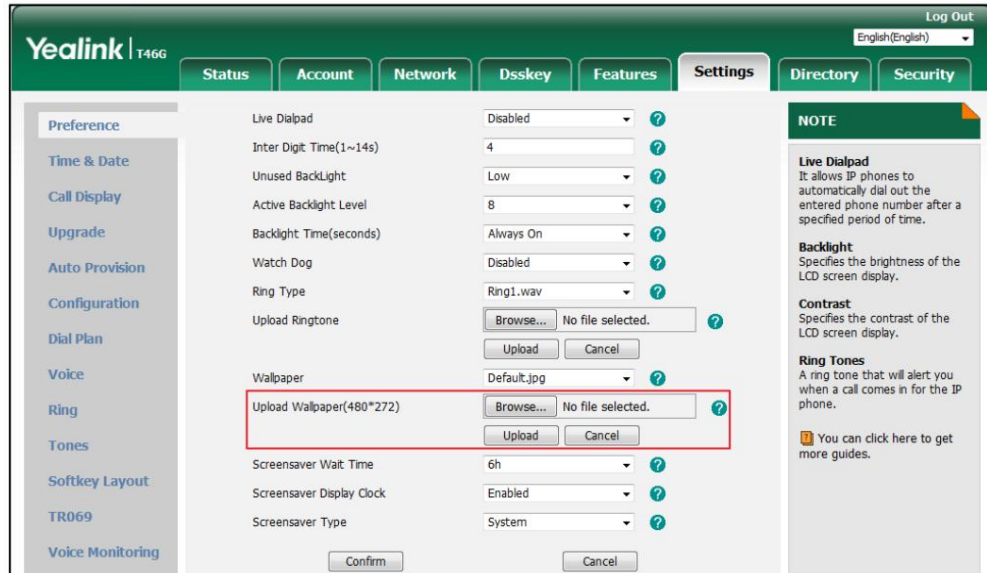 Log Out
English(English)
Yealink | T46G
Status Account Network Dsskey Features Settings Directory Security
Preference
Time & Date
Call Display
Upgrade
Auto Provision
Configuration
Dial Plan
Voice
Ring
Tones
Softkey Layout
TR069
Voice Monitoring
Live Dialpad Disabled ?
Inter Digit Time(1~14s) 4 ?
Unused BackLight Low ?
Active Backlight Level 8 ?
Backlight Time(seconds) Always On ?
Watch Dog Disabled ?
Ring Type Ring1.wav ?
Upload Ringtone Browse... No file selected. ?
Upload Cancel
Wallpaper Default.jpg ?
Upload Wallpaper(480*272) Browse... No file selected. ?
Upload Cancel
Screensaver Wait Time 6h ?
Screensaver Display Clock Enabled ?
Screensaver Type System ?
Confirm Cancel
NOTE
Live Dialpad
It allows IP phones to
automatically dial out the
entered phone number after a
specified period of time.
Backlight
Specifies the brightness of the
LCD screen display.
Contrast
Specifies the contrast of the
LCD screen display.
Ring Tones
A ring tone that will alert you
when a call comes in for the IP
phone.
? You can click here to get
more guides.